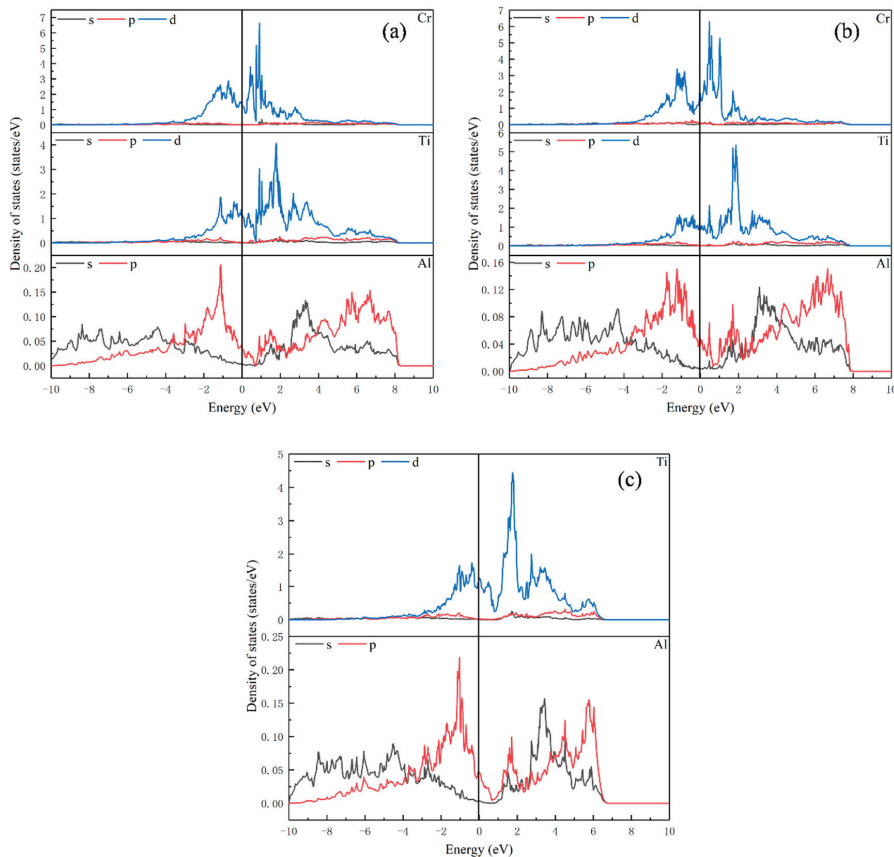 s p d (a) Cr
7
6
5
4
3
2
1
0
s p d Ti
4
3
2
1
0
s p Al
0.20
0.15
0.10
0.05
0.00
-10 -8 -6 -4 -2 0 2 4 6 8 10
Energy (eV)
Density of states (states/eV)
s p d (b) Cr
7
6
5
4
3
2
1
0
s p d Ti
6
5
4
3
2
1
0
s p Al
0.16
0.12
0.08
0.04
0.00
-10 -8 -6 -4 -2 0 2 4 6 8 10
Energy (eV)
Density of states (states/eV)
s p d (c) Ti
5
4
3
2
1
0
s p Al
0.25
0.20
0.15
0.10
0.05
0.00
-10 -8 -6 -4 -2 0 2 4 6 8 10
Energy (eV)
Density of states (states/eV)